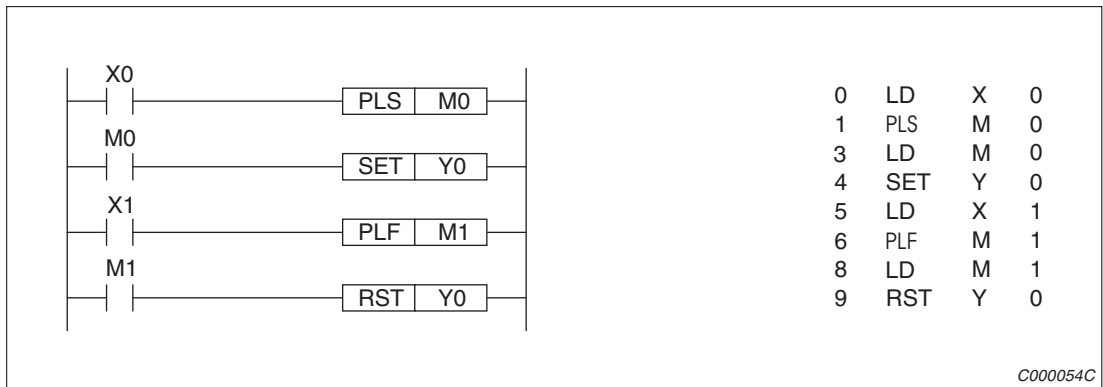 X0
PLS M0
M0
SET Y0
X1
PLF M1
M1
RST Y0
0 LD X 0
1 PLS M 0
3 LD M 0
4 SET Y 0
5 LD X 1
6 PLF M 1
8 LD M 1
9 RST Y 0
C000054C